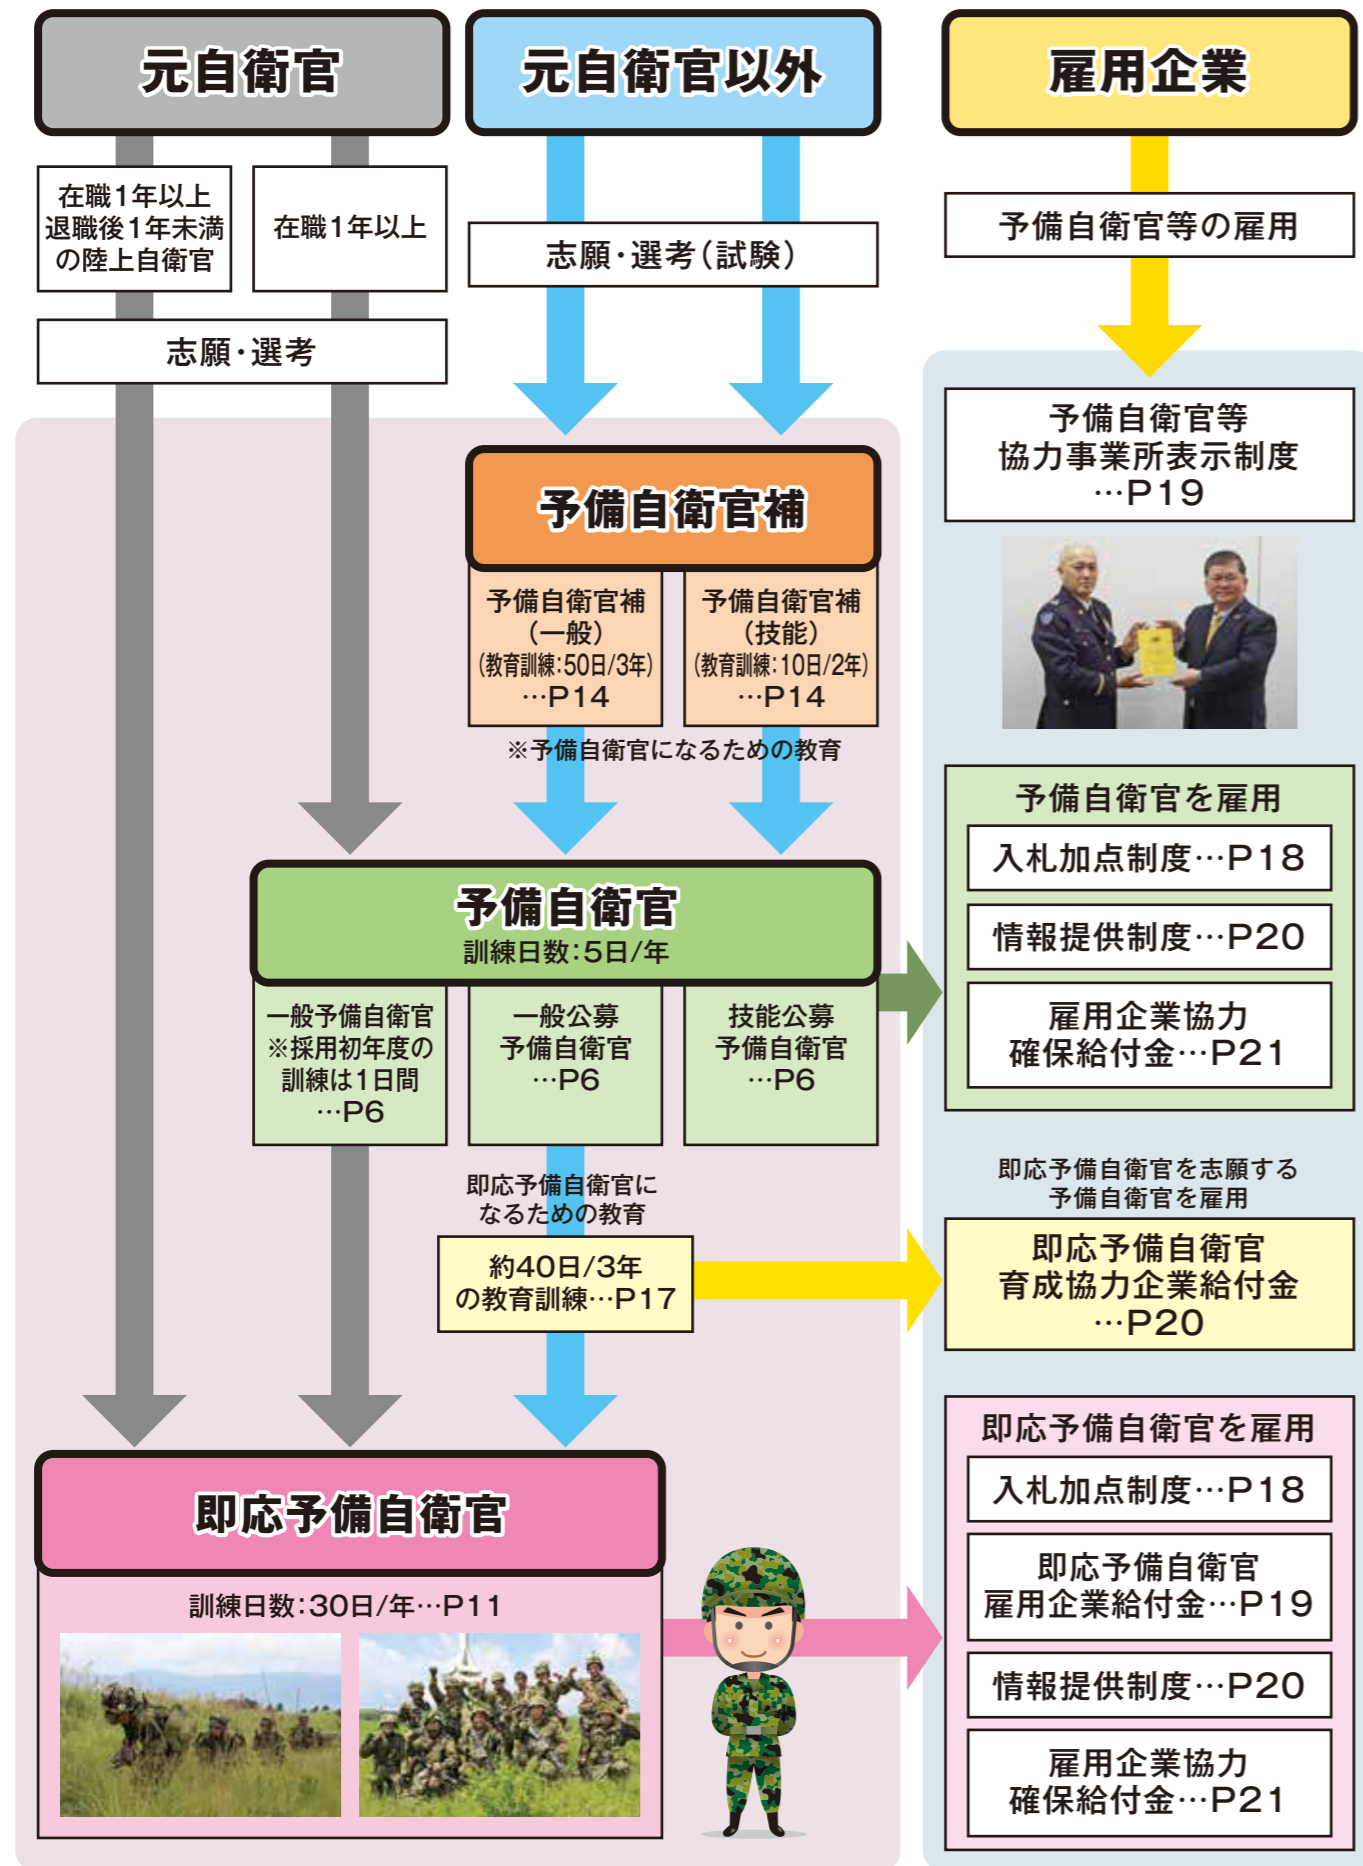 元自衛官
元自衛官以外
雇用企業
在職1年以上
退職後1年未満
の陸上自衛官
在職1年以上
志願・選考
志願・選考(試験)
予備自衛官等の雇用
予備自衛官補
予備自衛官補
(一般)
(教育訓練:50日/3年)
…P14
予備自衛官補
(技能)
(教育訓練:10日/2年)
…P14
※予備自衛官になるための教育
予備自衛官
訓練日数:5日/年
一般予備自衛官
※採用初年度の
訓練は1日間
…P6
一般公募
予備自衛官
…P6
技能公募
予備自衛官
…P6
即応予備自衛官に
なるための教育
約40日/3年
の教育訓練…P17
即応予備自衛官
訓練日数:30日/年…P11
予備自衛官等
協力事業所表示制度
…P19
予備自衛官を雇用
入札加点制度…P18
情報提供制度…P20
雇用企業協力
確保給付金…P21
即応予備自衛官を志願する
予備自衛官を雇用
即応予備自衛官
育成協力企業給付金
…P20
即応予備自衛官を雇用
入札加点制度…P18
即応予備自衛官
雇用企業給付金…P19
情報提供制度…P20
雇用企業協力
確保給付金…P21